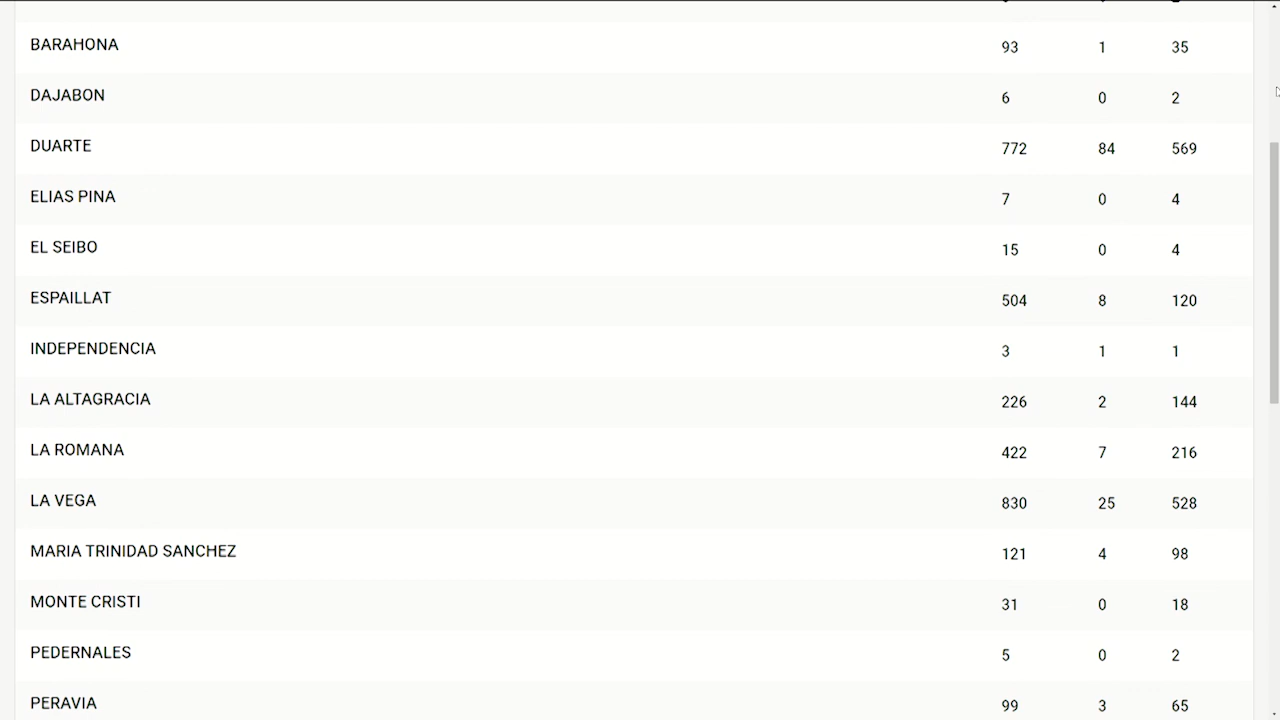 BARAHONA 93 1 35
DAJABON 6 0 2
DUARTE 772 84 569
ELIAS PINA 7 0 4
EL SEIBO 15 0 4
ESPAILLAT 504 8 120
INDEPENDENCIA 3 1 1
LA ALTAGRACIA 226 2 144
LA ROMANA 422 7 216
LA VEGA 830 25 528
MARIA TRINIDAD SANCHEZ 121 4 98
MONTE CRISTI 31 0 18
PEDERNALES 5 0 2
PERAVIA 99 3 65